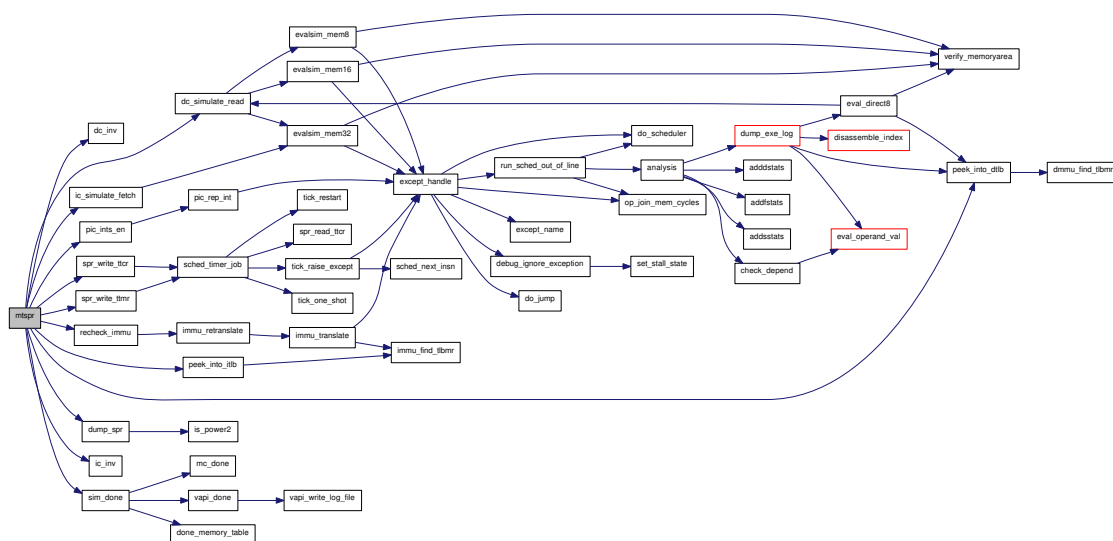 evalsim_mem8
evalsim_mem16
verify_memoryarea
dc_simulate_read
eval_direct8
dc_inv
evalsim_mem32
do_scheduler
dump_exe_log
disassemble_index
run_sched_out_of_line
analysis
adddstats
peek_into_dtlb
dmmu_find_tlbmr
except_handle
ic_simulate_fetch
pic_rep_int
tick_restart
op_join_mem_cycles
addfstats
pic_ints_en
except_name
addsstats
eval_operand_val
spr_read_ttcr
spr_write_ttcr
sched_timer_job
tick_raise_except
sched_next_insn
debug_ignore_exception
set_stall_state
check_depend
spr_write_ttmr
tick_one_shot
do_jump
mtspr
recheck_immu
immu_retranslate
immu_translate
immu_find_tlbmr
peek_into_itlb
dump_spr
is_power2
ic_inv
mc_done
sim_done
vapi_done
vapi_write_log_file
done_memory_table